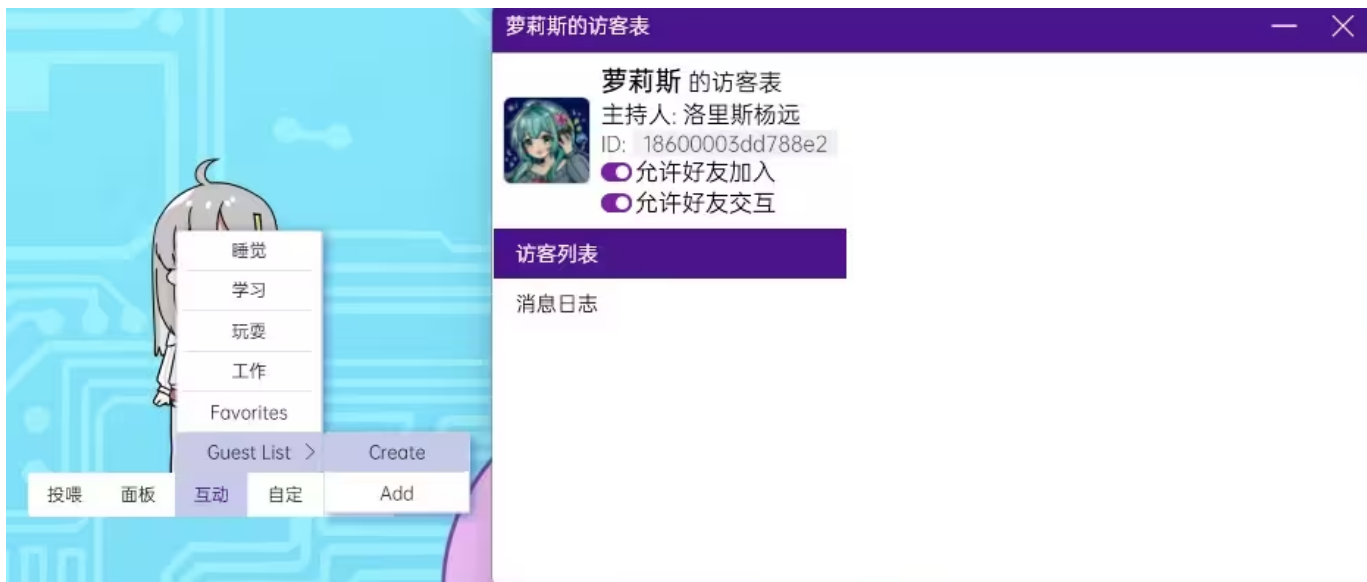 萝莉斯的访客表
萝莉斯 的访客表
主持人: 洛里斯杨远
ID: 18600003dd788e2
允许好友加入
允许好友交互
访客列表
消息日志
睡觉
学习
玩耍
工作
Favorites
Guest List
Create
Add
投喂
面板
互动
自定